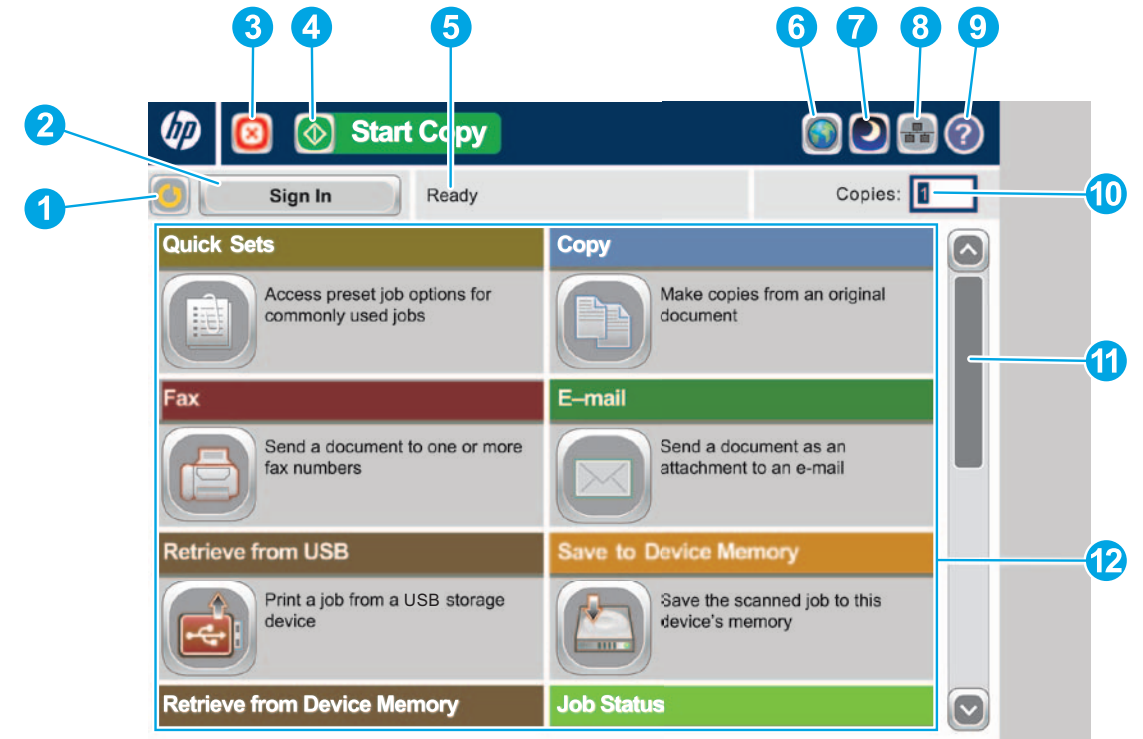 3
4
5
6
7
8
9
2
hp
Start Copy
1
Sign In
Ready
Copies: 1
10
Quick Sets
Copy
Access preset job options for
commonly used jobs
Make copies from an original
document
11
Fax
E–mail
Send a document to one or more
fax numbers
Send a document as an
attachment to an e-mail
Retrieve from USB
Save to Device Memory
12
Print a job from a USB storage
device
Save the scanned job to this
device's memory
Retrieve from Device Memory
Job Status